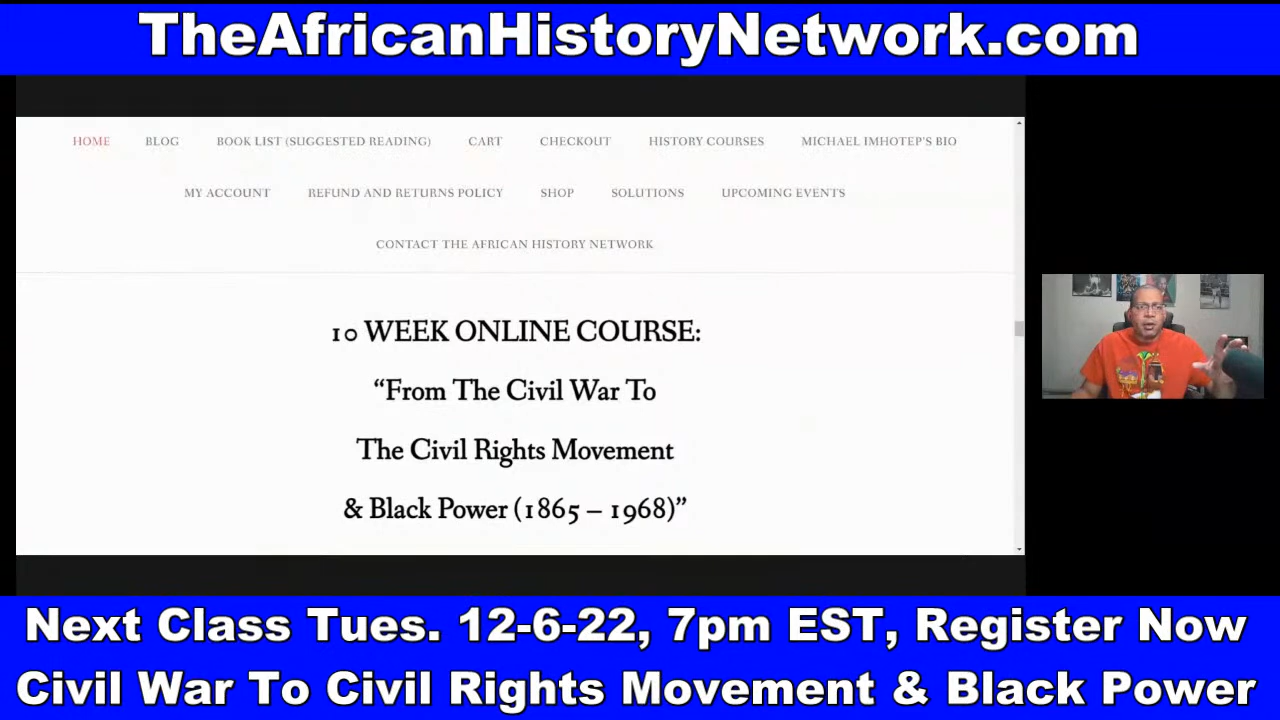 TheAfricanHistoryNetwork.com
HOME BLOG BOOK LIST (SUGGESTED READING) CART CHECKOUT HISTORY COURSES MICHAEL IMHOTEP'S BIO
MY ACCOUNT REFUND AND RETURNS POLICY SHOP SOLUTIONS UPCOMING EVENTS
CONTACT THE AFRICAN HISTORY NETWORK
10 WEEK ONLINE COURSE:
“From The Civil War To
The Civil Rights Movement
& Black Power (1865 – 1968)”
Next Class Tues. 12-6-22, 7pm EST, Register Now
Civil War To Civil Rights Movement & Black Power